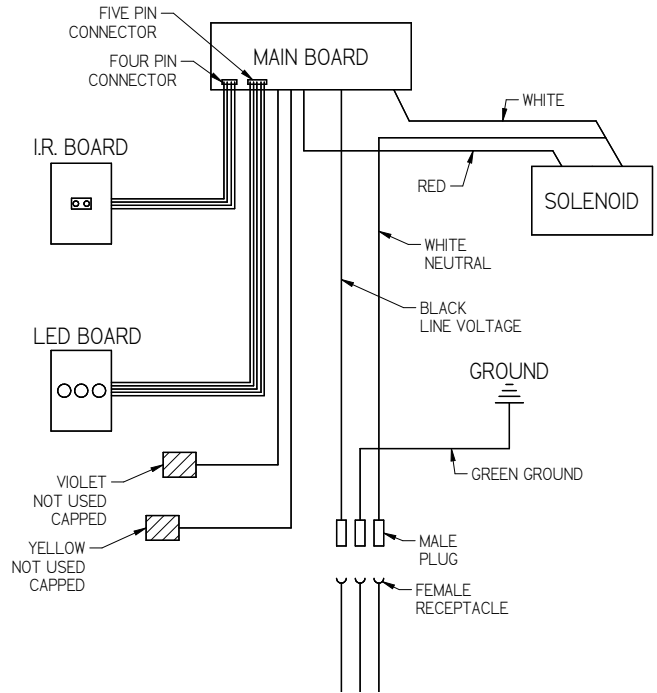 FIVE PIN
CONNECTOR
MAIN BOARD
FOUR PIN
CONNECTOR
WHITE
I.R. BOARD
RED
SOLENOID
WHITE
NEUTRAL
BLACK
LINE VOLTAGE
LED BOARD
GROUND
GREEN GROUND
VIOLET
NOT USED
CAPPED
YELLOW
NOT USED
CAPPED
MALE
PLUG
FEMALE
RECEPTACLE